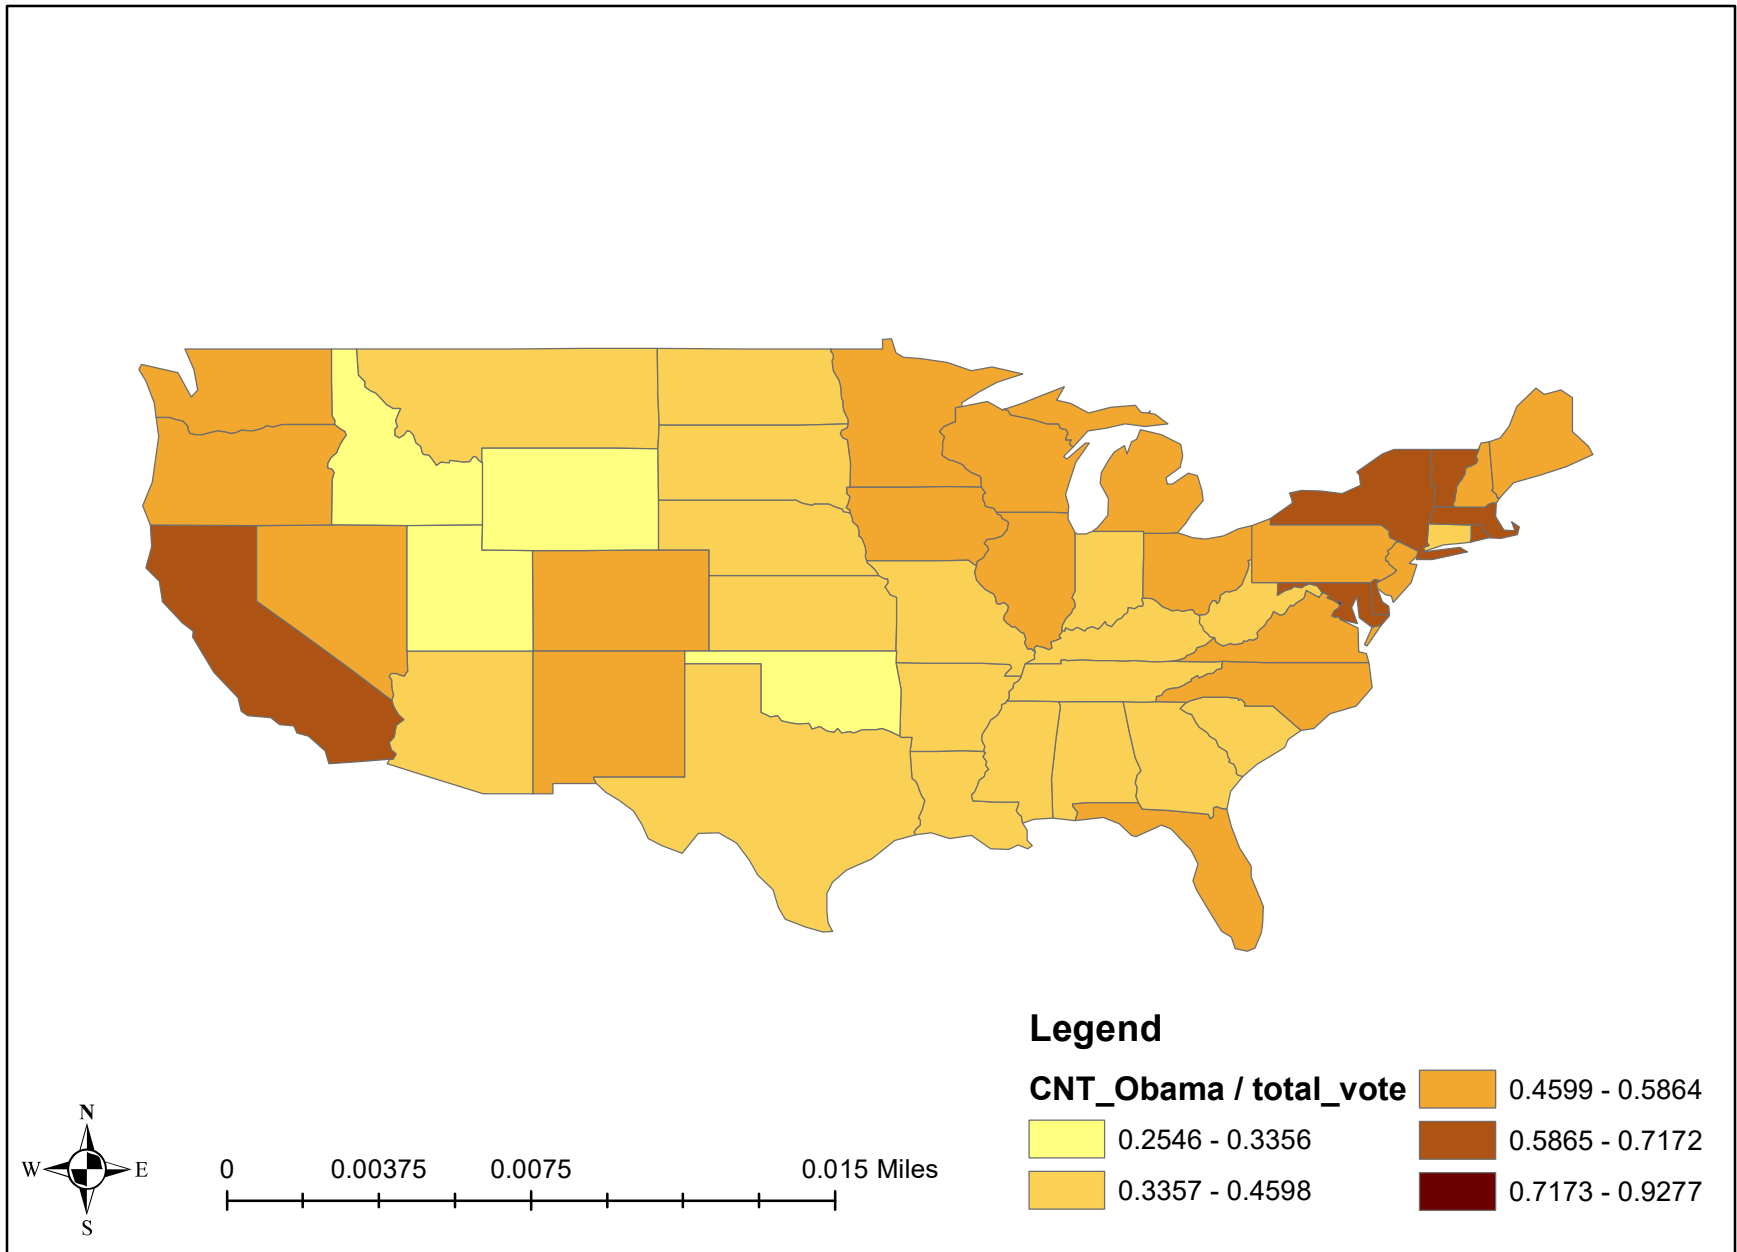 Legend
CNT_Obama / total_vote
0.2546 - 0.3356
0.3357 - 0.4598
0.4599 - 0.5864
0.5865 - 0.7172
0.7173 - 0.9277
N
W E
S
0 0.00375 0.0075 0.015 Miles